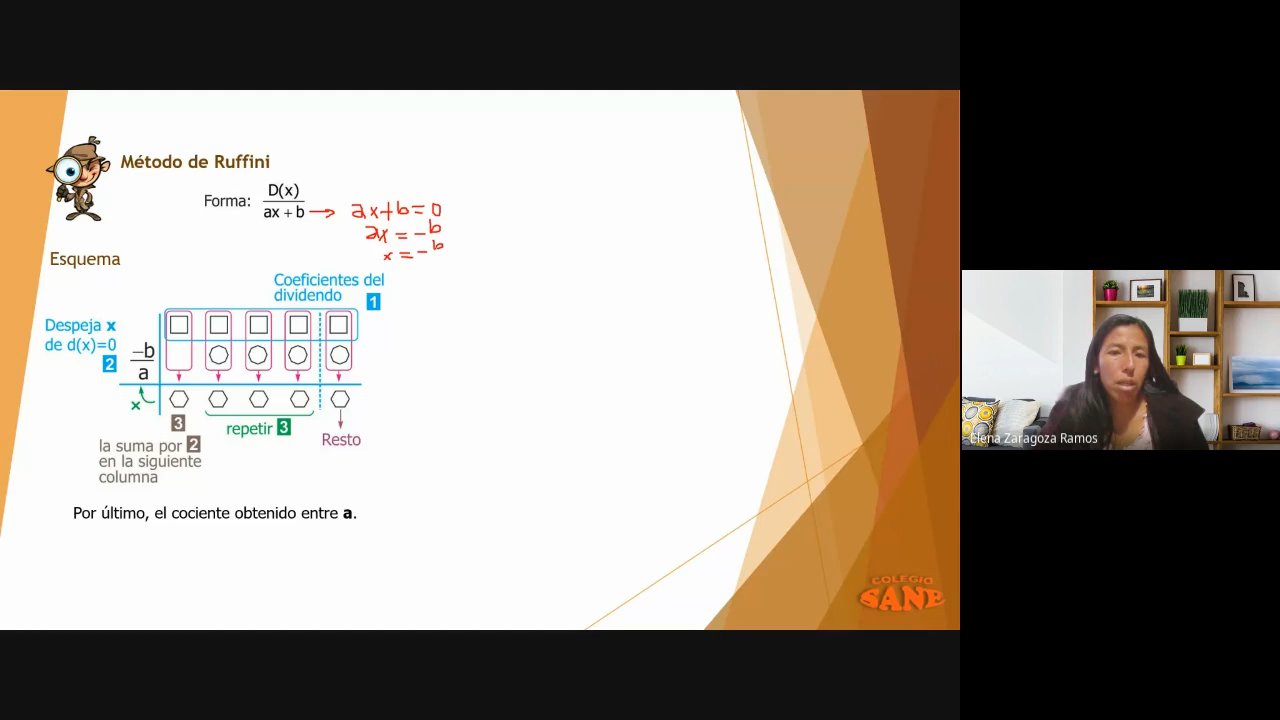 Método de Ruffini
Forma: D(x)
ax + b → ax+b=0
ax = -b
x = -b
Esquema
Coeficientes del
dividendo 1
Despeja x
de d(x)=0
2
-b
a
x
3
repetir 3
Resto
la suma por 2
en la siguiente
columna
Por último, el cociente obtenido entre a.
COLEGIO
SANE
Elena Zaragoza Ramos